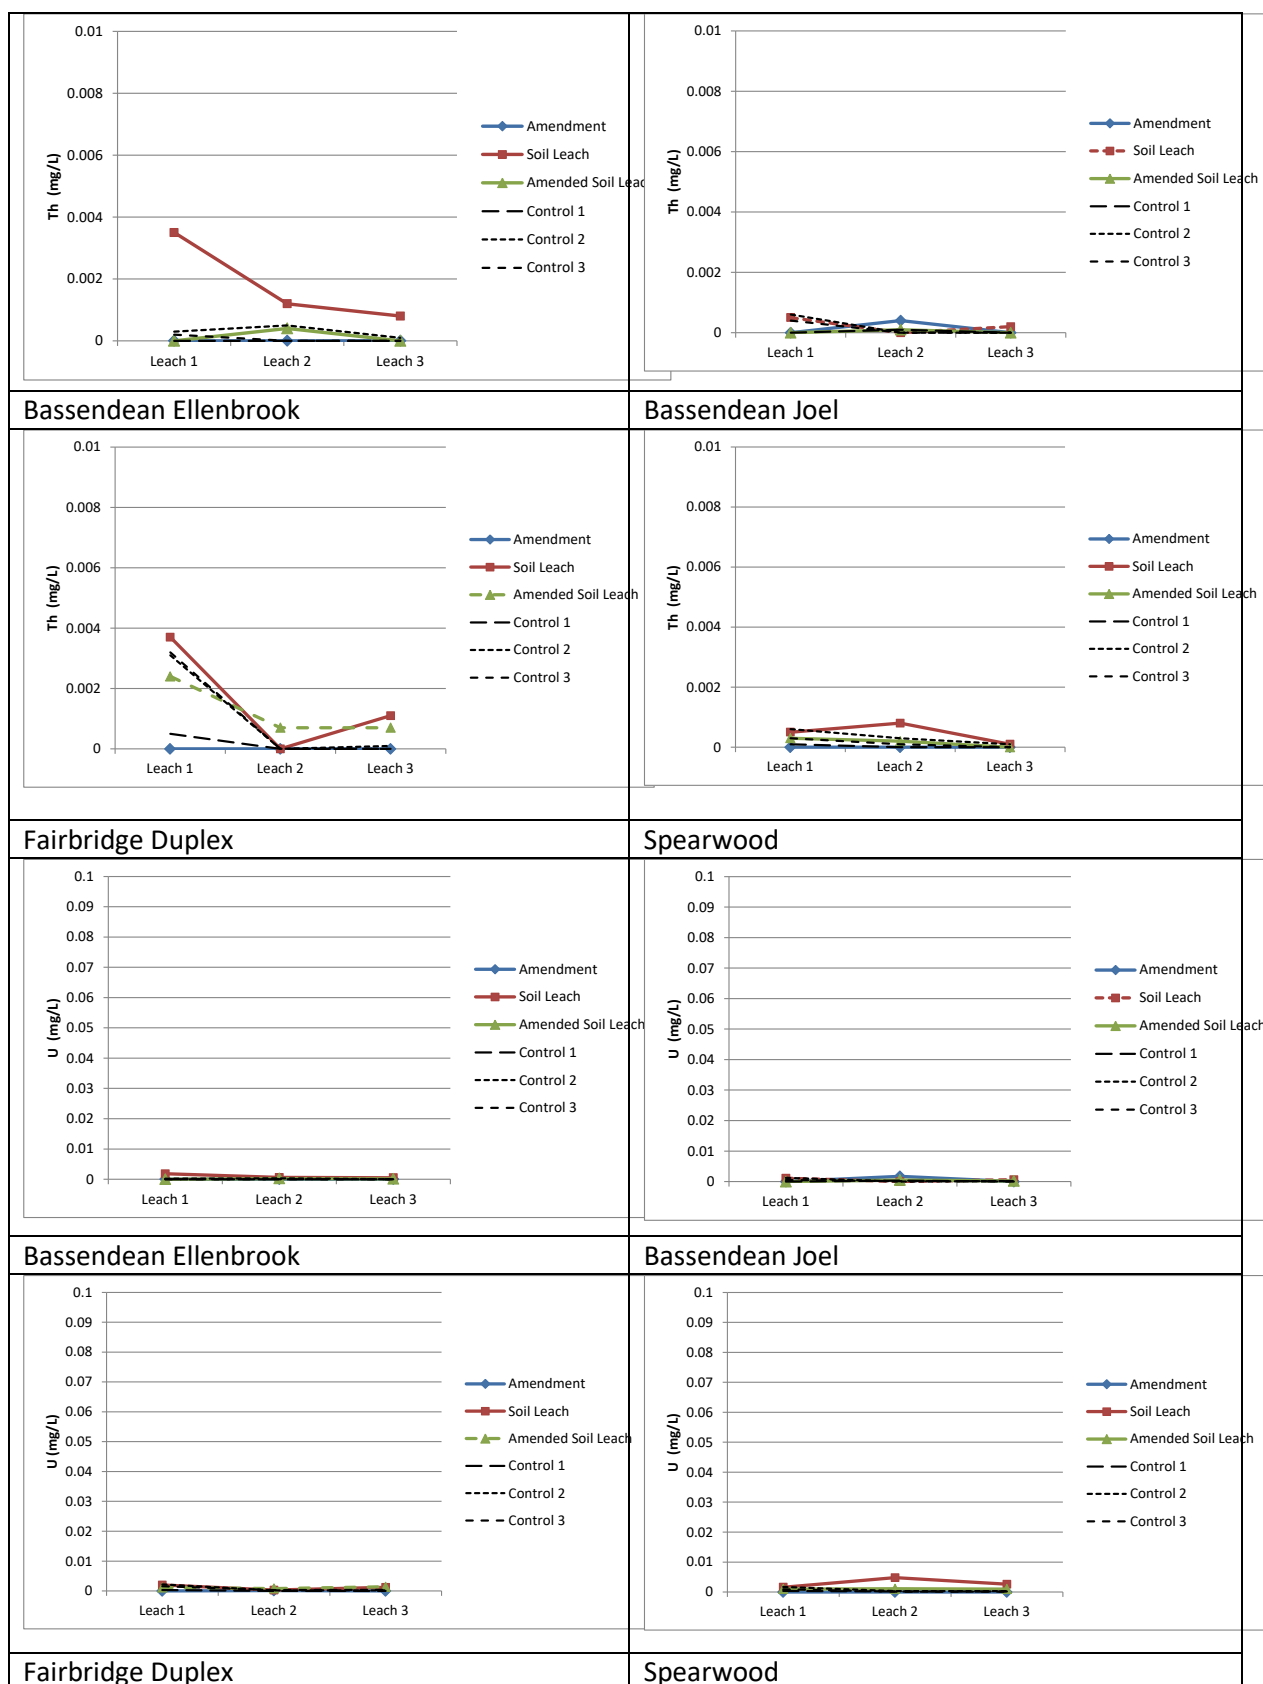 0.01
0.008
0.006
0.004
0.002
0
Th (mg/L)
Leach 1
Leach 2
Leach 3
Amendment
Soil Leach
Amended Soil Leac
Control 1
Control 2
Control 3
0.01
0.008
0.006
0.004
0.002
0
Th (mg/L)
Leach 1
Leach 2
Leach 3
Amendment
Soil Leach
Amended Soil Leach
Control 1
Control 2
Control 3
Bassendean Ellenbrook
Bassendean Joel
0.01
0.008
0.006
0.004
0.002
0
Th (mg/L)
Leach 1
Leach 2
Leach 3
Amendment
Soil Leach
Amended Soil Leach
Control 1
Control 2
Control 3
0.01
0.008
0.006
0.004
0.002
0
Th (mg/L)
Leach 1
Leach 2
Leach 3
Amendment
Soil Leach
Amended Soil Leach
Control 1
Control 2
Control 3
Fairbridge Duplex
Spearwood
0.1
0.09
0.08
0.07
0.06
0.05
0.04
0.03
0.02
0.01
0
U (mg/L)
Leach 1
Leach 2
Leach 3
Amendment
Soil Leach
Amended Soil Leach
Control 1
Control 2
Control 3
0.1
0.09
0.08
0.07
0.06
0.05
0.04
0.03
0.02
0.01
0
U (mg/L)
Leach 1
Leach 2
Leach 3
Amendment
Soil Leach
Amended Soil Leach
Control 1
Control 2
Control 3
Bassendean Ellenbrook
Bassendean Joel
0.1
0.09
0.08
0.07
0.06
0.05
0.04
0.03
0.02
0.01
0
U (mg/L)
Leach 1
Leach 2
Leach 3
Amendment
Soil Leach
Amended Soil Leach
Control 1
Control 2
Control 3
0.1
0.09
0.08
0.07
0.06
0.05
0.04
0.03
0.02
0.01
0
U (mg/L)
Leach 1
Leach 2
Leach 3
Amendment
Soil Leach
Amended Soil Leach
Control 1
Control 2
Control 3
Fairbridge Duplex
Spearwood